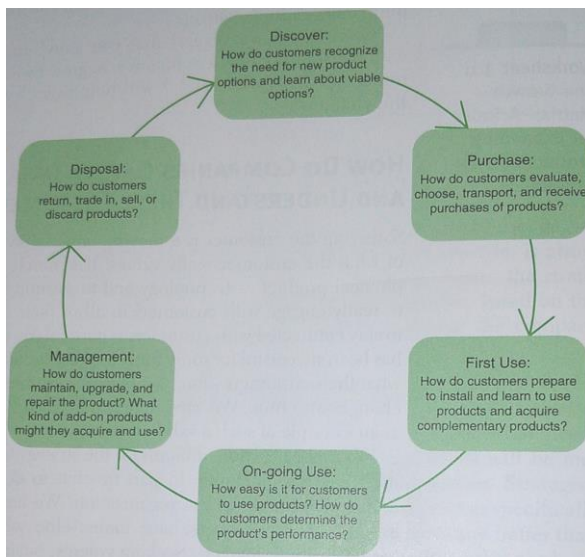 Discover:
How do customers recognize
the need for new product
options and learn about viable
options?
Purchase:
How do customers evaluate,
choose, transport, and receive
purchases of products?
First Use:
How do customers prepare
to install and learn to use
products and acquire
complementary products?
On-going Use:
How easy is it for customers
to use products? How do
customers determine the
product's performance?
Management:
How do customers
maintain, upgrade, and
repair the product? What
kind of add-on products
might they acquire and use?
Disposal:
How do customers
return, trade in, sell, or
discard products?